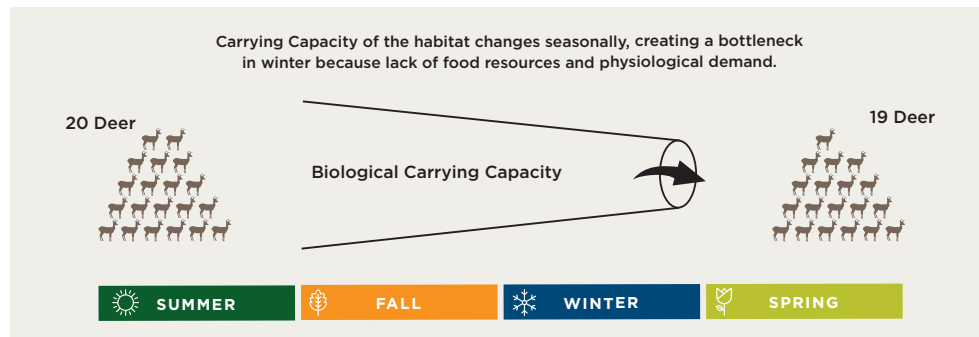 Carrying Capacity of the habitat changes seasonally, creating a bottleneck
in winter because lack of food resources and physiological demand.
20 Deer
19 Deer
Biological Carrying Capacity
SUMMER
FALL
WINTER
SPRING